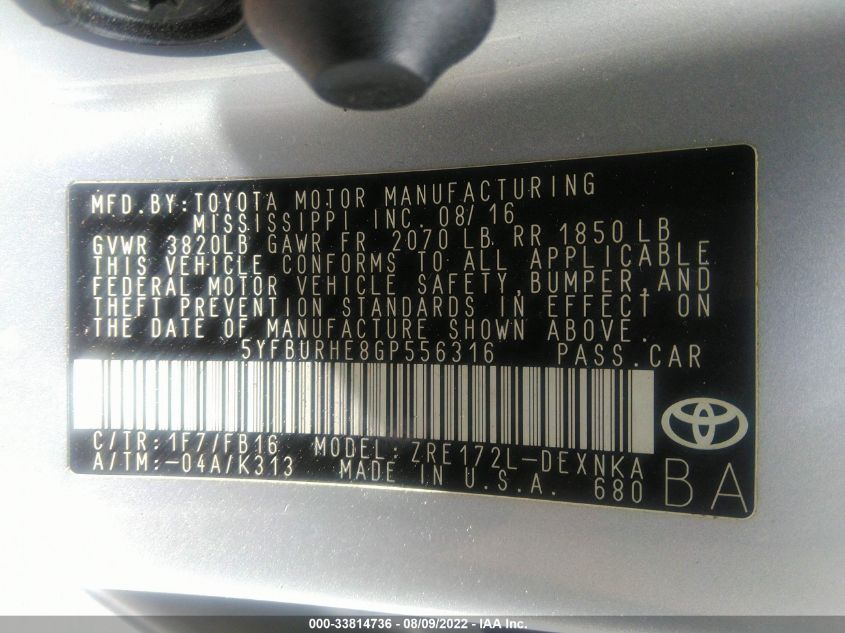 MFD.BY:TOYOTA MOTOR MANUFACTURING
MISSISSIPPI INC. 08/16
GVWR 3820LB GAWR FR 2070 LB RR 1850 LB
THIS VEHICLE CONFORMS TO ALL APPLICABLE
FEDERAL MOTOR VEHICLE SAFETY,BUMPER,AND
THEFT PREVENTION STANDARDS IN EFFECT ON
THE DATE OF MANUFACTURE SHOWN ABOVE.
5YFBURHE8GP556316 PASS.CAR
C/TR:1F7/FB16 MODEL:ZRE172L-DEXNKA
A/TM:-04A/K313 MADE IN U.S.A. 680
BA
000-33814736 - 08/09/2022 - IAA Inc.